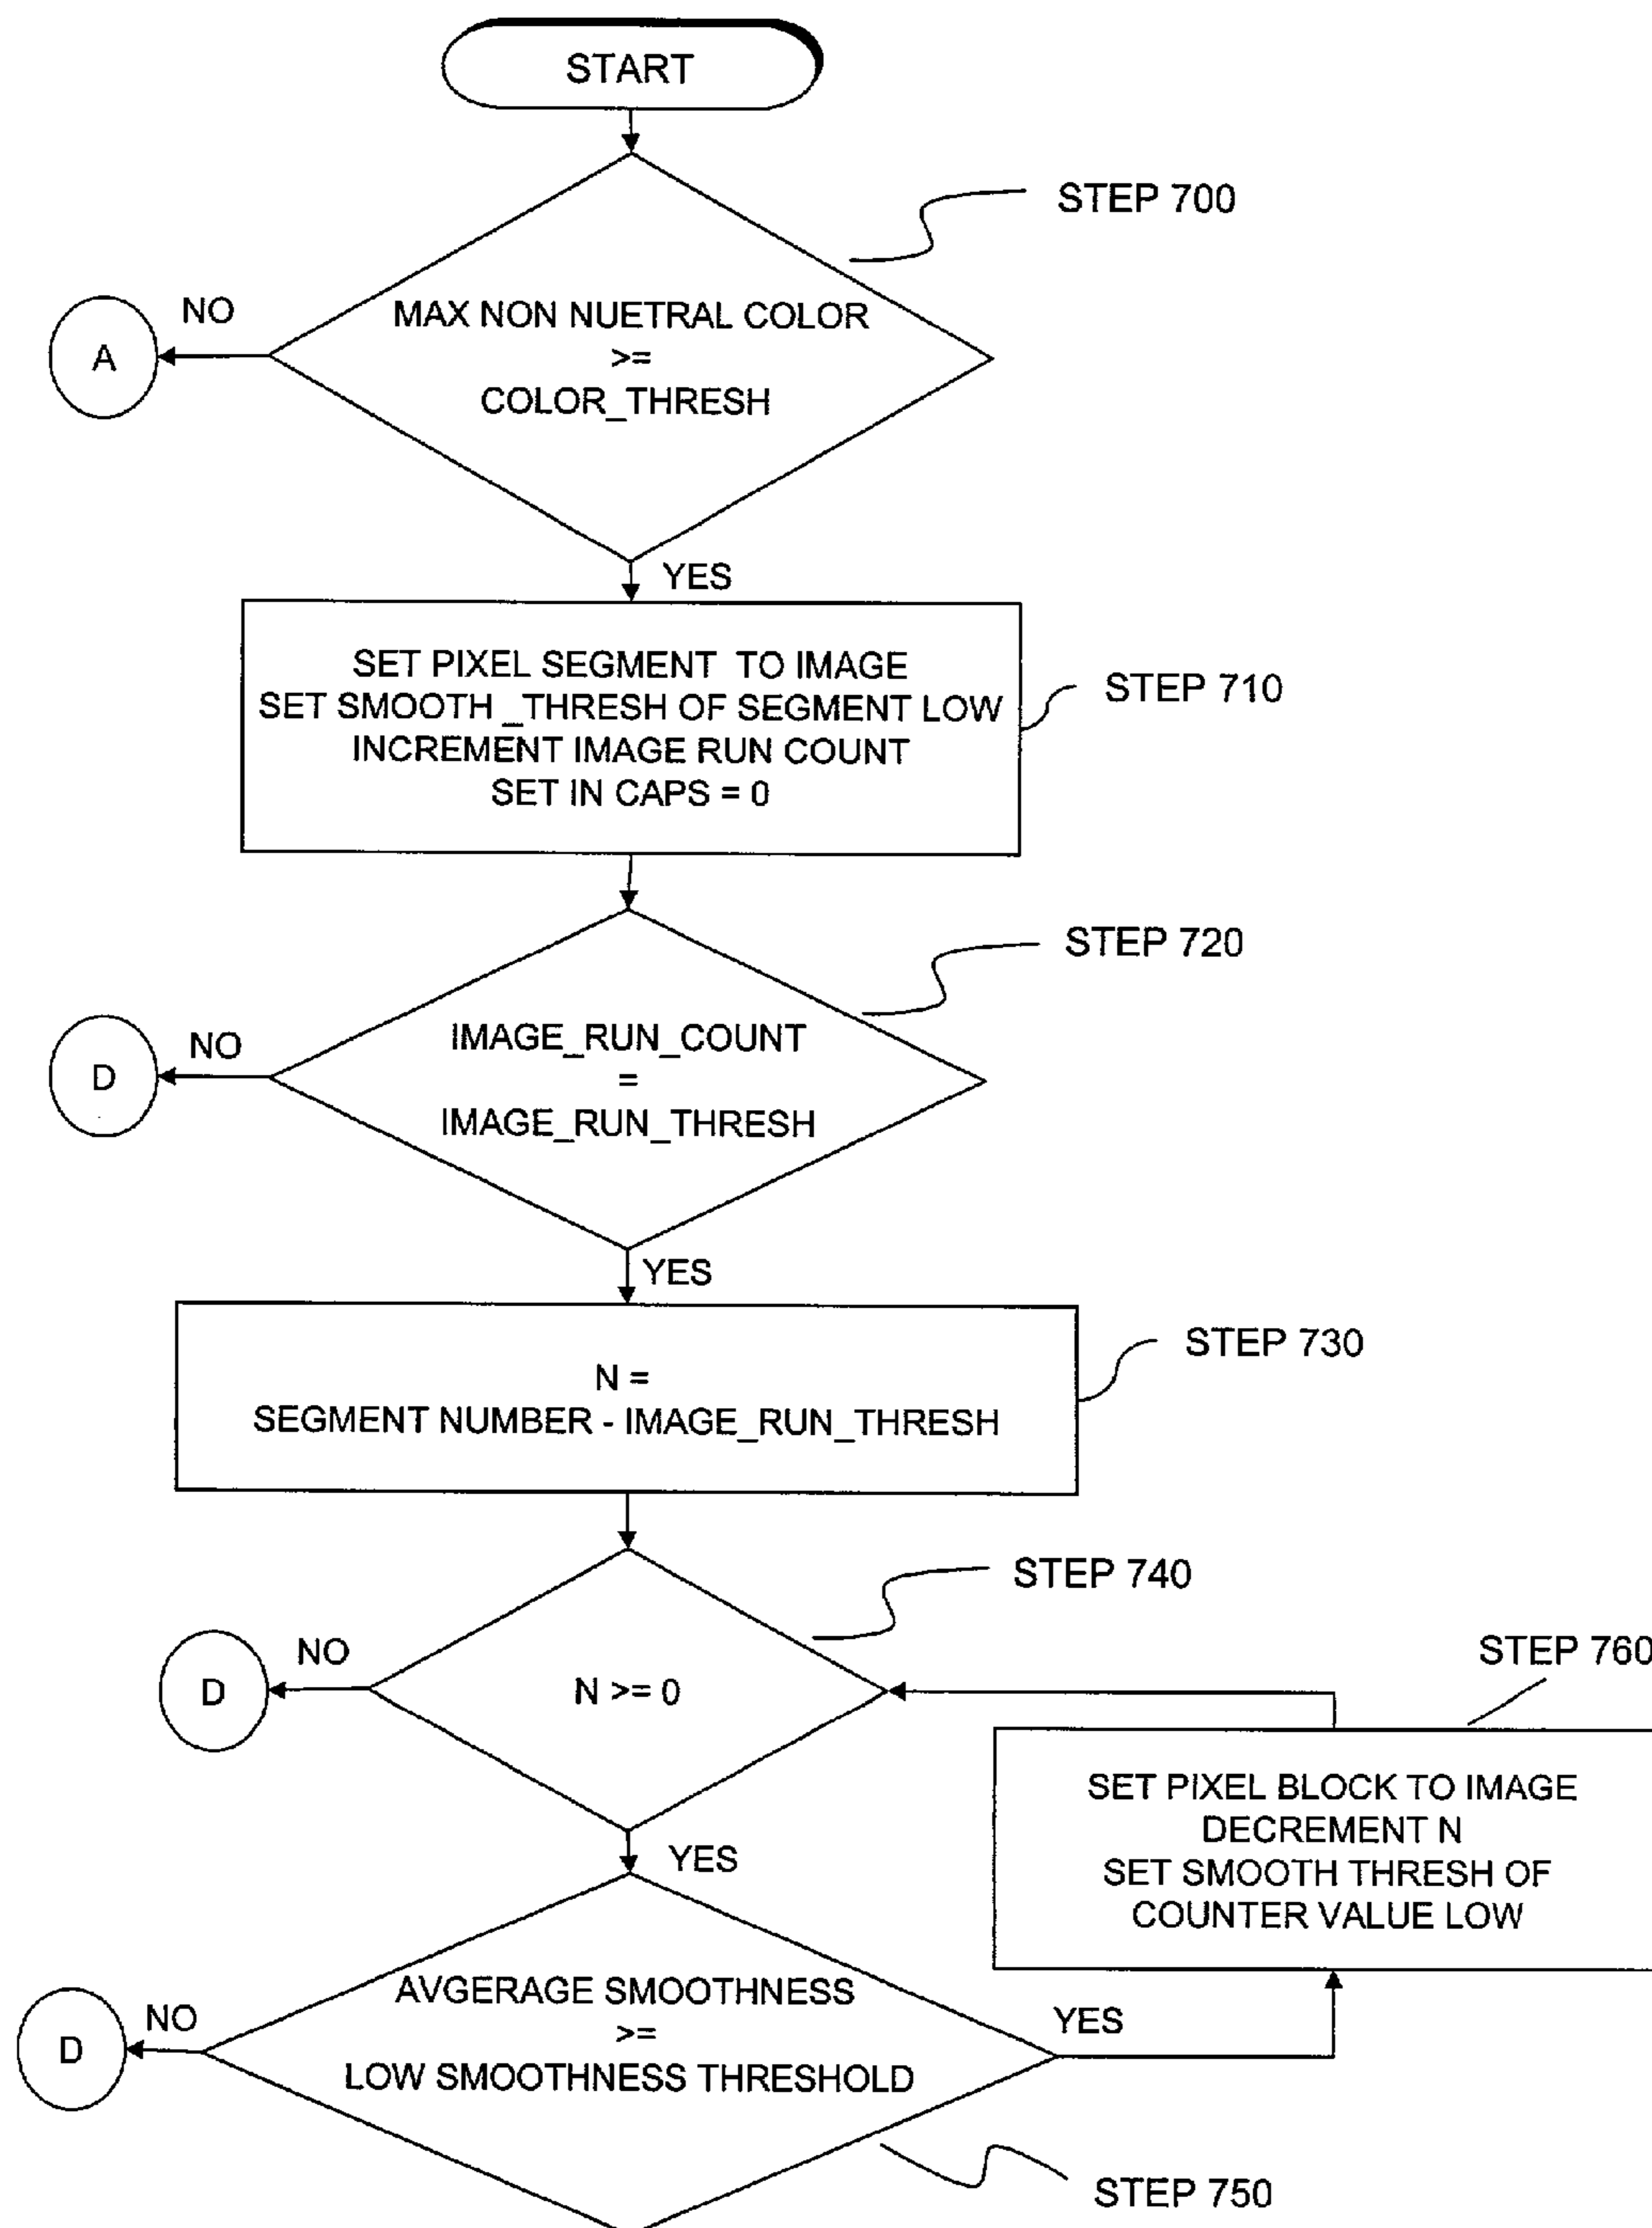 START
STEP 700
NO
A
MAX NON NUETRAL COLOR
>=
COLOR_THRESH
YES
SET PIXEL SEGMENT TO IMAGE
SET SMOOTH _THRESH OF SEGMENT LOW
INCREMENT IMAGE RUN COUNT
SET IN CAPS = 0
STEP 710
STEP 720
NO
D
IMAGE_RUN_COUNT
=
IMAGE_RUN_THRESH
YES
STEP 730
N =
SEGMENT NUMBER - IMAGE_RUN_THRESH
STEP 740
NO
D
N >= 0
STEP 760
SET PIXEL BLOCK TO IMAGE
DECREMENT N
SET SMOOTH THRESH OF
COUNTER VALUE LOW
YES
AVGERAGE SMOOTHNESS
>=
LOW SMOOTHNESS THRESHOLD
NO
D
YES
STEP 750